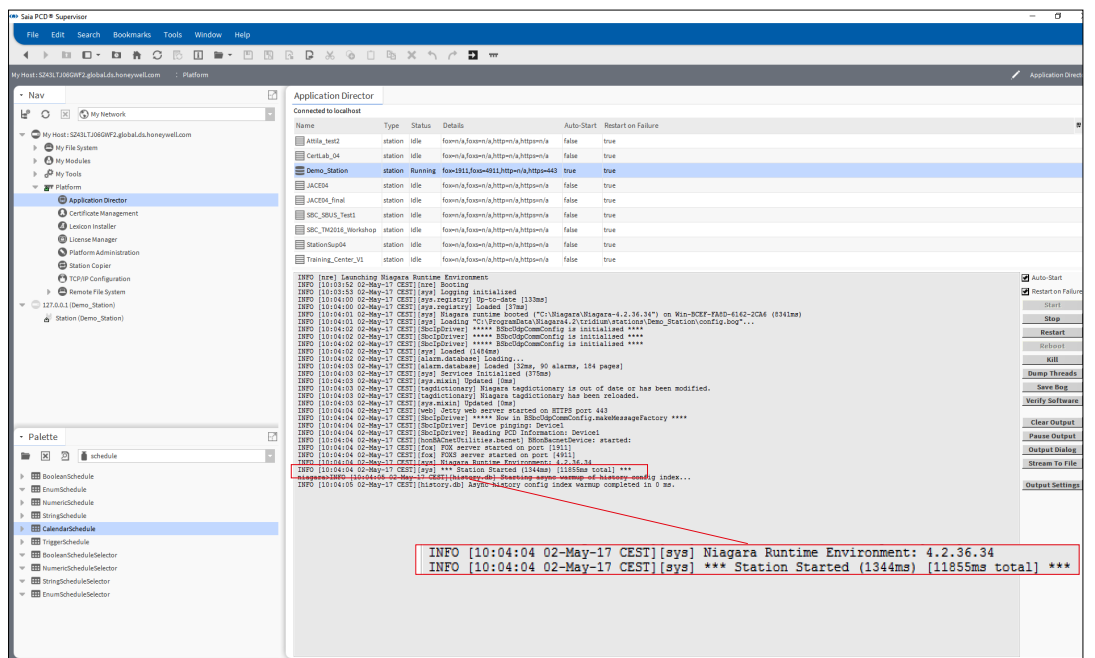 Saia PCD® Supervisor
File Edit Search Bookmarks Tools Window Help
My Host: SZ43LTJ06GWF2.global.ds.honeywell.com : Platform
Application Direct
Nav
My Network
My Host: SZ43LTJ06GWF2.global.ds.honeywell.com
My File System
My Modules
My Tools
Platform
Application Director
Certificate Management
Lexicon Installer
License Manager
Platform Administration
Station Copier
TCP/IP Configuration
Remote File System
127.0.0.1 (Demo_Station)
Station (Demo_Station)
Palette
schedule
BooleanSchedule
EnumSchedule
NumericSchedule
StringSchedule
CalendarSchedule
TriggerSchedule
BooleanScheduleSelector
NumericScheduleSelector
StringScheduleSelector
EnumScheduleSelector
Application Director
Connected to localhost
Name Type Status Details Auto-Start Restart on Failure
Attila_test2 station Idle fox=n/a,foxs=n/a,http=n/a,https=n/a false true
CertLab_04 station Idle fox=n/a,foxs=n/a,http=n/a,https=n/a false true
Demo_Station station Running fox=1911,foxs=4911,http=n/a,https=443 true true
JACE04 station Idle fox=n/a,foxs=n/a,http=n/a,https=n/a false true
JACE04_final station Idle fox=n/a,foxs=n/a,http=n/a,https=n/a false true
SBC_SBUS_Test1 station Idle fox=n/a,foxs=n/a,http=n/a,https=n/a false true
SBC_TM2016_Workshop station Idle fox=n/a,foxs=n/a,http=n/a,https=n/a false true
StationSup04 station Idle fox=n/a,foxs=n/a,http=n/a,https=n/a false true
Training_Center_V1 station Idle fox=n/a,foxs=n/a,http=n/a,https=n/a false true
INFO [nre] Launching Niagara Runtime Environment
INFO [10:03:52 02-May-17 CEST][nre] Booting
INFO [10:03:53 02-May-17 CEST][sys] Logging initialized
INFO [10:04:00 02-May-17 CEST][sys.registry] Up-to-date [133ms]
INFO [10:04:00 02-May-17 CEST][sys.registry] Loaded [37ms]
INFO [10:04:01 02-May-17 CEST][sys] Niagara runtime booted ("C:\Niagara\Niagara-4.2.36.34") on Win-BCEF-FA8D-6162-2CA6 (8341ms)
INFO [10:04:01 02-May-17 CEST][sys] Loading "C:\ProgramData\Niagara4.2\tridium\stations\Demo_Station\config.bog"...
INFO [10:04:02 02-May-17 CEST][SbcIpDriver] ***** BSbcUdpCommConfig is initialised ****
INFO [10:04:02 02-May-17 CEST][SbcIpDriver] ***** BSbcUdpCommConfig is initialised ****
INFO [10:04:02 02-May-17 CEST][SbcIpDriver] ***** BSbcUdpCommConfig is initialised ****
INFO [10:04:02 02-May-17 CEST][sys] Loaded (1484ms)
INFO [10:04:02 02-May-17 CEST][alarm.database] Loading...
INFO [10:04:03 02-May-17 CEST][alarm.database] Loaded [32ms, 90 alarms, 184 pages]
INFO [10:04:03 02-May-17 CEST][sys] Services Initialized (375ms)
INFO [10:04:03 02-May-17 CEST][sys.mixin] Updated [0ms]
INFO [10:04:03 02-May-17 CEST][tagdictionary] Niagara tagdictionary is out of date or has been modified.
INFO [10:04:03 02-May-17 CEST][tagdictionary] Niagara tagdictionary has been reloaded.
INFO [10:04:03 02-May-17 CEST][sys.mixin] Updated [0ms]
INFO [10:04:04 02-May-17 CEST][web] Jetty web server started on HTTPS port 443
INFO [10:04:04 02-May-17 CEST][SbcIpDriver] ***** Now in BSbcUdpCommConfig.makeMessageFactory ****
INFO [10:04:04 02-May-17 CEST][SbcIpDriver] Device pinging: Device1
INFO [10:04:04 02-May-17 CEST][SbcIpDriver] Reading PCD Information: Device1
INFO [10:04:04 02-May-17 CEST][honBACnetUtilities.bacnet] BHonBacnetDevice: started:
INFO [10:04:04 02-May-17 CEST][fox] FOX server started on port [1911]
INFO [10:04:04 02-May-17 CEST][fox] FOXS server started on port [4911]
INFO [10:04:04 02-May-17 CEST][sys] Niagara Runtime Environment: 4.2.36.34
INFO [10:04:04 02-May-17 CEST][sys] *** Station Started (1344ms) [11855ms total] ***
niagara>INFO [10:04:05 02-May-17 CEST][history.db] Starting async warmup of history config index...
INFO [10:04:05 02-May-17 CEST][history.db] Async history config index warmup completed in 0 ms.
INFO [10:04:04 02-May-17 CEST][sys] Niagara Runtime Environment: 4.2.36.34
INFO [10:04:04 02-May-17 CEST][sys] *** Station Started (1344ms) [11855ms total] ***
Auto-Start
Restart on Failure
Start
Stop
Restart
Reboot
Kill
Dump Threads
Save Bog
Verify Software
Clear Output
Pause Output
Output Dialog
Stream To File
Output Settings